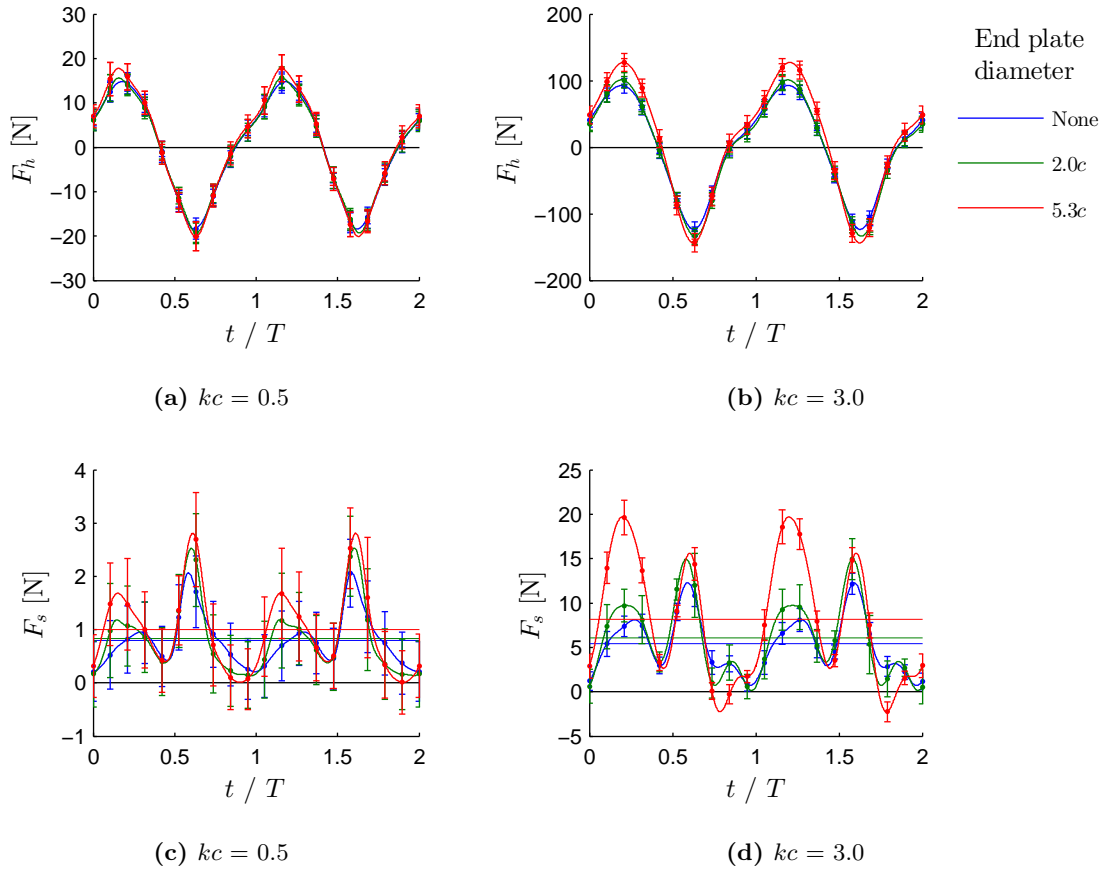 30
20
10
0
−10
−20
−30
F_h [N]
0 0.5 1 1.5 2
t / T
(a) kc = 0.5
200
100
0
−100
−200
F_h [N]
0 0.5 1 1.5 2
t / T
(b) kc = 3.0
End plate
diameter
None
2.0c
5.3c
4
3
2
1
0
−1
F_s [N]
0 0.5 1 1.5 2
t / T
(c) kc = 0.5
25
20
15
10
5
0
−5
F_s [N]
0 0.5 1 1.5 2
t / T
(d) kc = 3.0